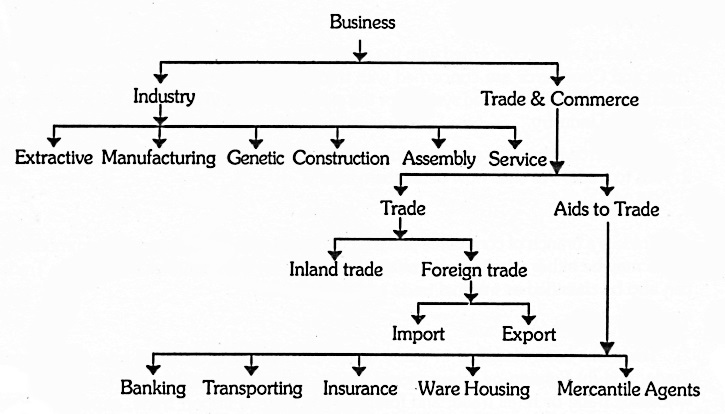 Business
Industry
Trade & Commerce
Extractive Manufacturing Genetic Construction Assembly Service
Trade
Aids to Trade
Inland trade
Foreign trade
Import
Export
Banking Transporting Insurance Ware Housing Mercantile Agents